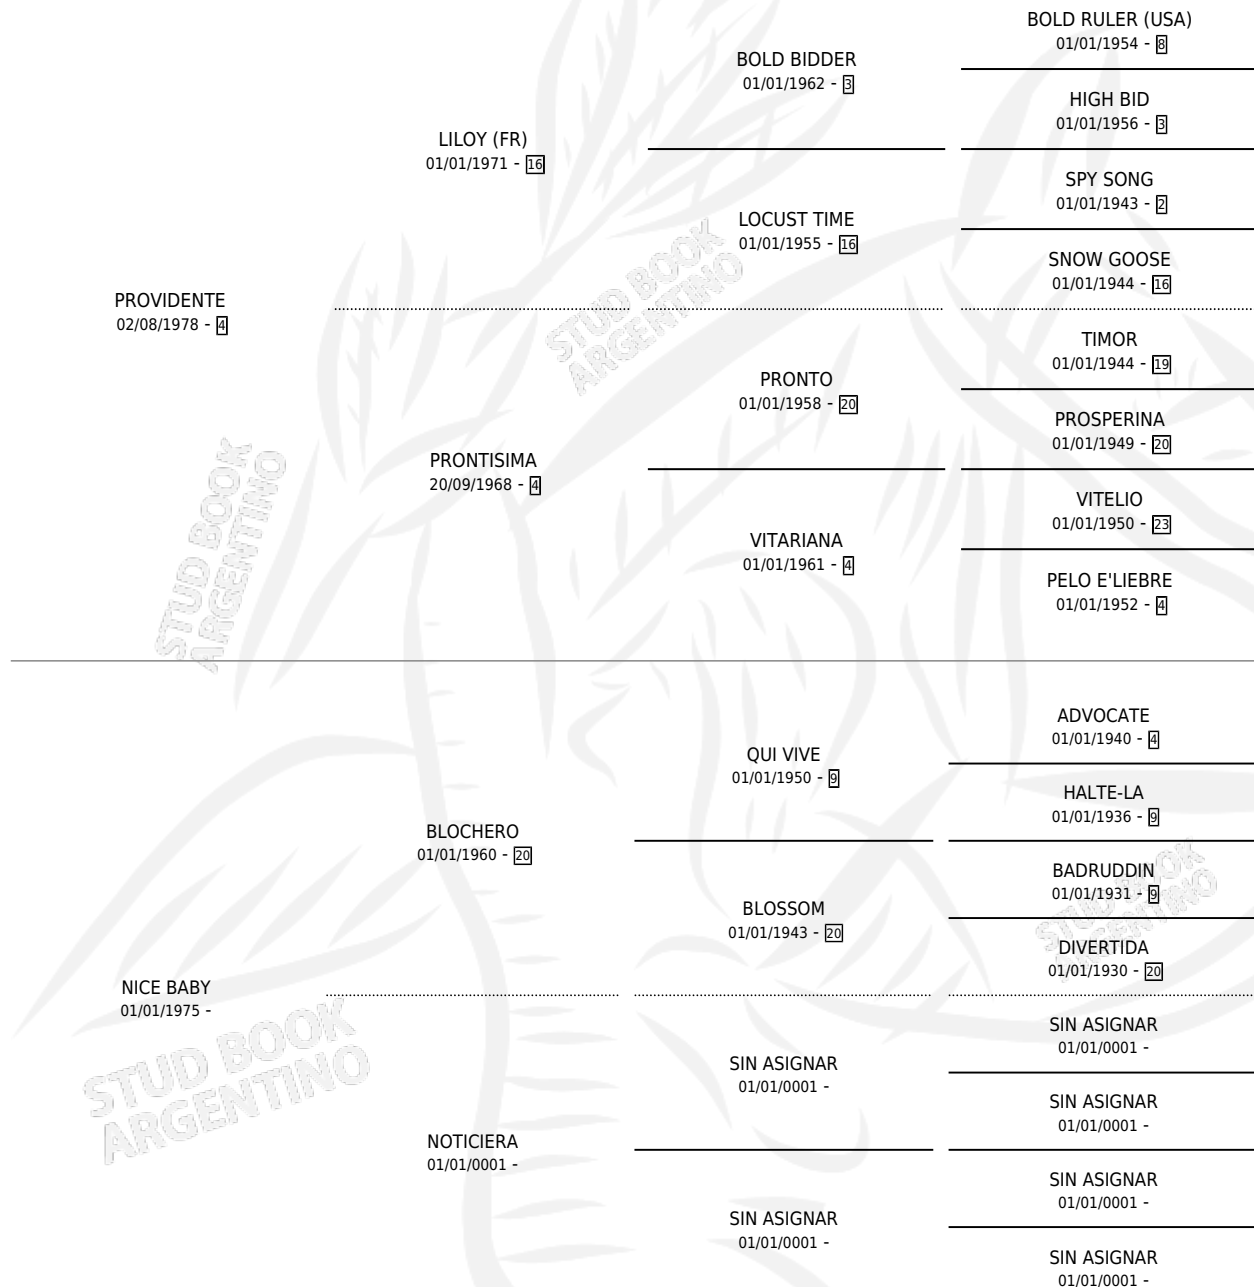 BOLD RULER (USA)
01/01/1954 - 8
BOLD BIDDER
01/01/1962 - 3
HIGH BID
01/01/1956 - 3
LILOY (FR)
01/01/1971 - 16
SPY SONG
01/01/1943 - 2
LOCUST TIME
01/01/1955 - 16
SNOW GOOSE
01/01/1944 - 16
PROVIDENTE
02/08/1978 - 4
TIMOR
01/01/1944 - 19
PRONTO
01/01/1958 - 20
PROSPERINA
01/01/1949 - 20
PRONTISIMA
20/09/1968 - 4
VITELIO
01/01/1950 - 23
VITARIANA
01/01/1961 - 4
PELO E'LIEBRE
01/01/1952 - 4
ADVOCATE
01/01/1940 - 4
QUI VIVE
01/01/1950 - 9
HALTE-LA
01/01/1936 - 9
BLOCHERO
01/01/1960 - 20
BADRUDDIN
01/01/1931 - 9
BLOSSOM
01/01/1943 - 20
DIVERTIDA
01/01/1930 - 20
NICE BABY
01/01/1975 -
SIN ASIGNAR
01/01/0001 -
SIN ASIGNAR
01/01/0001 -
SIN ASIGNAR
01/01/0001 -
NOTICIERA
01/01/0001 -
SIN ASIGNAR
01/01/0001 -
SIN ASIGNAR
01/01/0001 -
SIN ASIGNAR
01/01/0001 -
STUD BOOK
ARGENTINO
STUD BOOK
ARGENTINO
STUD BOOK
ARGENTINO
STUD BOOK
ARGENTINO